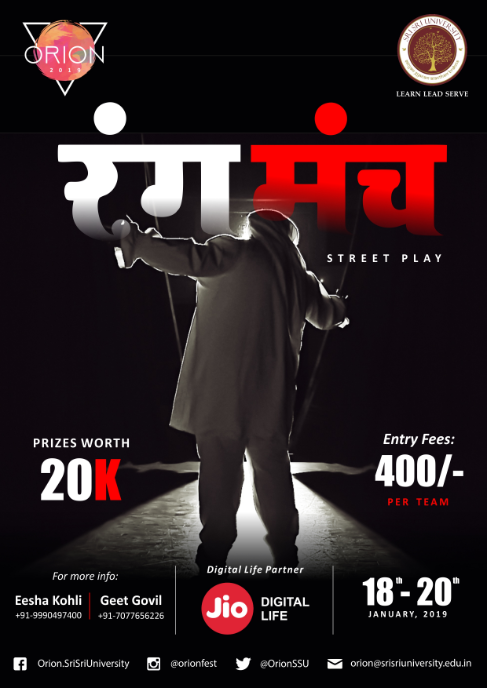 ORION
2019
SRI SRI UNIVERSITY
LEARN LEAD SERVE
रंग मंच
STREET PLAY
PRIZES WORTH
20K
Entry Fees:
400/-
PER TEAM
For more info:
Eesha Kohli
+91-9990497400
Geet Govil
+91-7077656226
Digital Life Partner
Jio
DIGITAL
LIFE
18th - 20th
JANUARY, 2019
Orion.SriSriUniversity
@orionfest
@OrionSSU
orion@srisriuniversity.edu.in